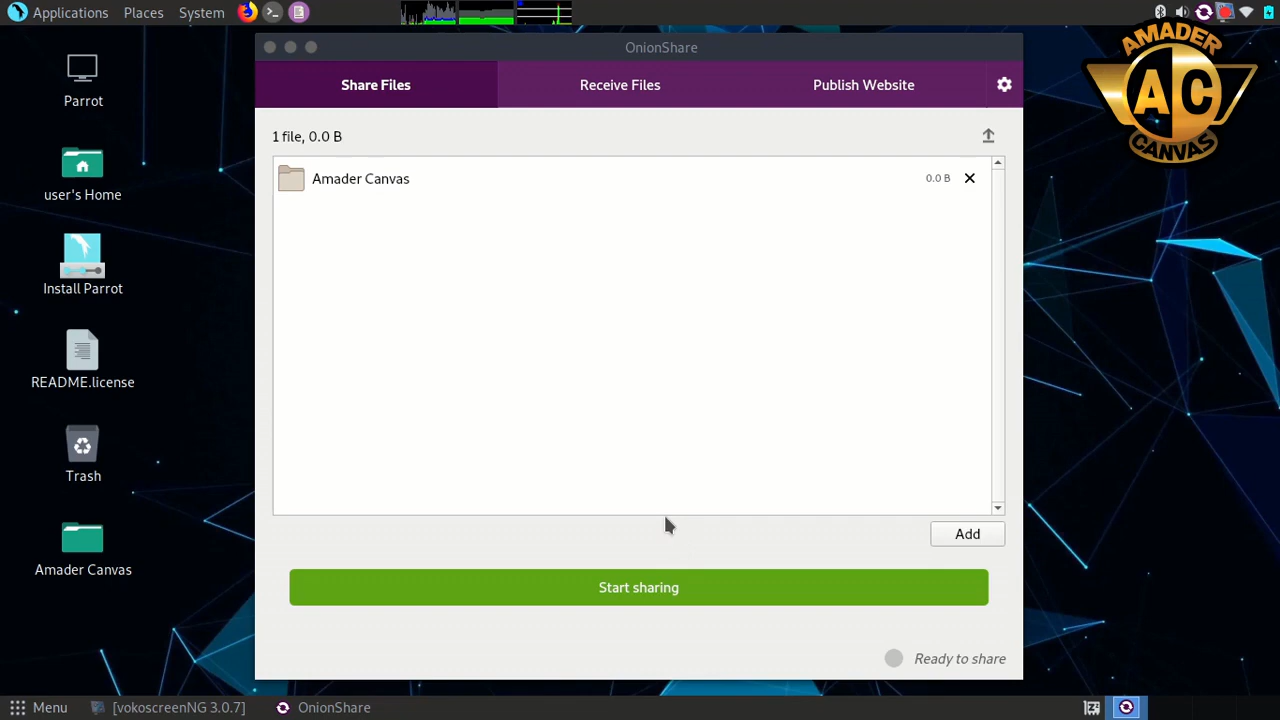 Applications Places System
OnionShare
AMADER
AC
CANVAS
Share Files Receive Files Publish Website
1 file, 0.0 B
Amader Canvas 0.0 B
Parrot
user's Home
Install Parrot
README.license
Trash
Amader Canvas
Add
Start sharing
Ready to share
Menu [vokoscreenNG 3.0.7] OnionShare